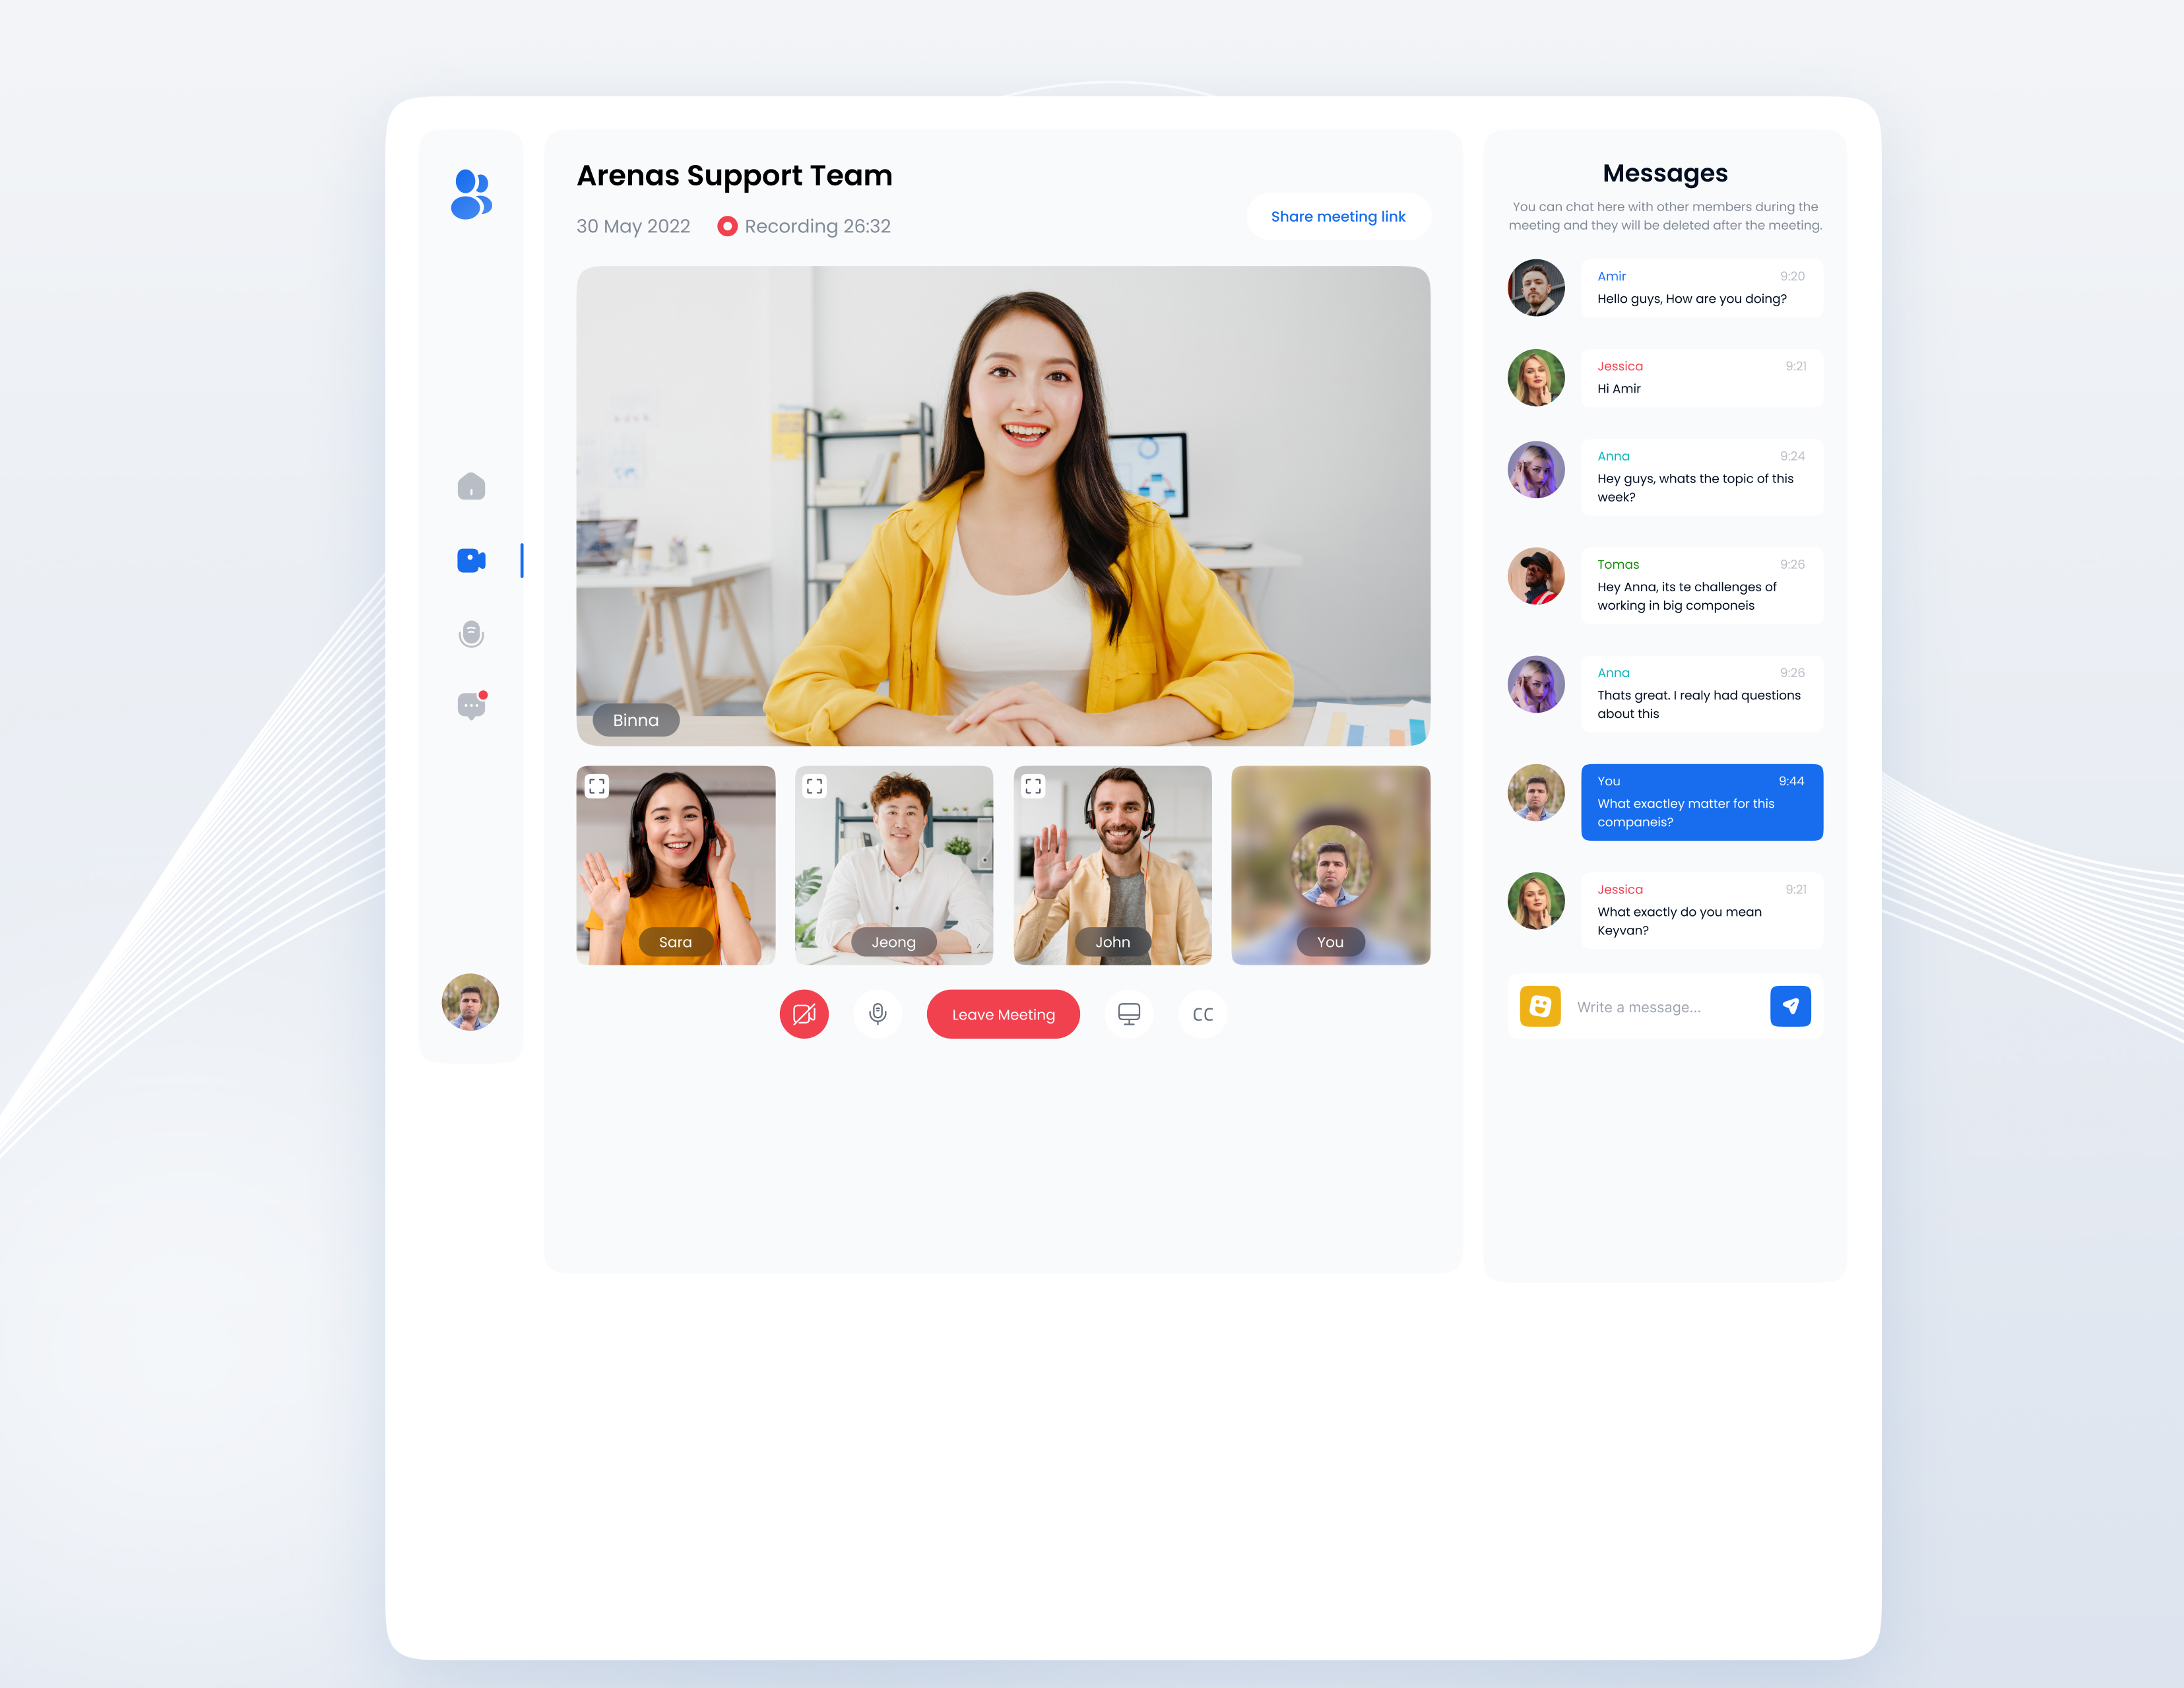 Arenas Support Team
30 May 2022
Recording 26:32
Share meeting link
Binna
Sara
Jeong
John
You
Leave Meeting
CC
Messages
You can chat here with other members during the
meeting and they will be deleted after the meeting.
Amir 9:20
Hello guys, How are you doing?
Jessica 9:21
Hi Amir
Anna 9:24
Hey guys, whats the topic of this
week?
Tomas 9:26
Hey Anna, its te challenges of
working in big componeis
Anna 9:26
Thats great. I realy had questions
about this
You 9:44
What exactley matter for this
companeis?
Jessica 9:21
What exactly do you mean
Keyvan?
Write a message...